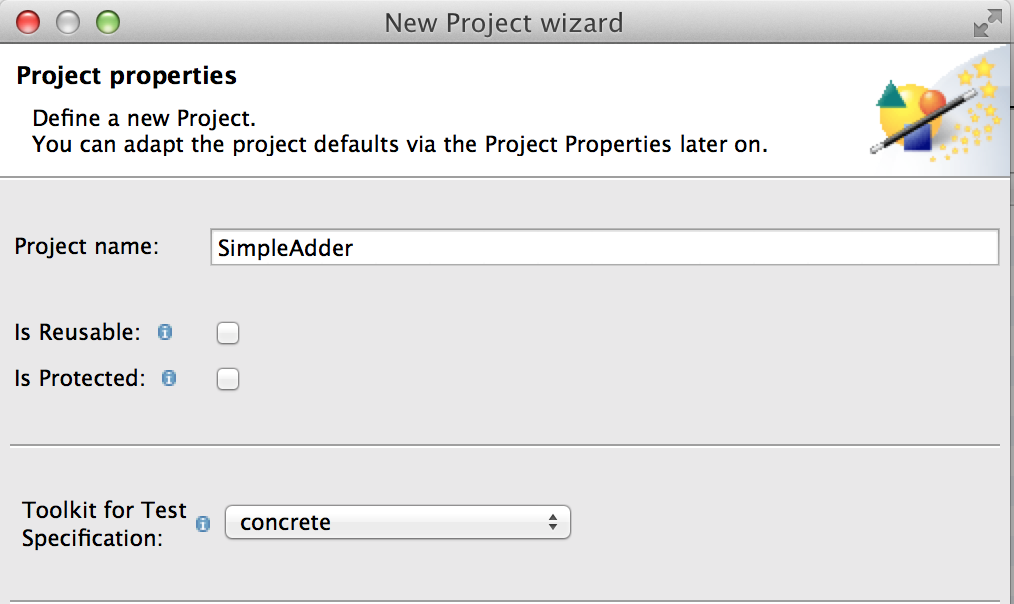 New Project wizard
Project properties
Define a new Project.
You can adapt the project defaults via the Project Properties later on.
Project name:
SimpleAdder
Is Reusable:
Is Protected:
Toolkit for Test
Specification:
concrete